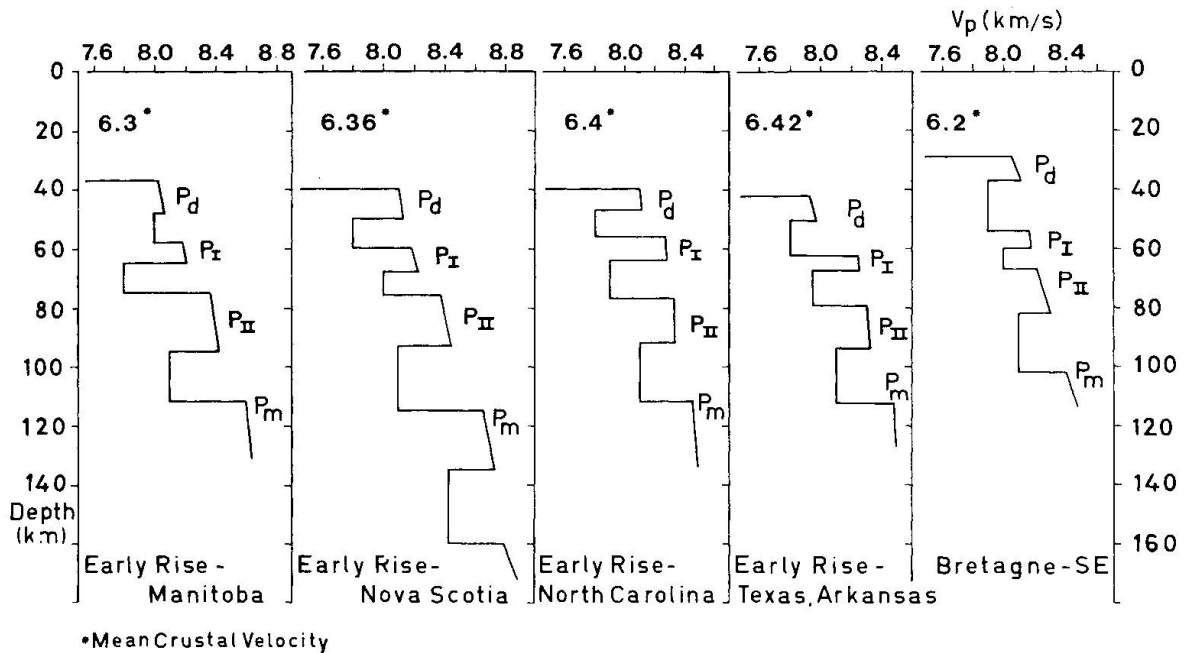 Vp (km/s)
7.6 8.0 8.4 8.8 7.6 8.0 8.4 8.8 7.6 8.0 8.4 7.6 8.0 8.4 7.6 8.0 8.4
0 0
6.3* 6.36* 6.4* 6.42* 6.2*
20 20
40 Pd Pd Pd Pd Pd 40
60 PI PI PI PI PI 60
80 PII PII PII PII PII 80
100 100
Pm Pm Pm Pm Pm
120 120
140 140
Depth
(km) 160
Early Rise - Early Rise- Early Rise- Early Rise - Bretagne-SE
Manitoba Nova Scotia North Carolina Texas, Arkansas
*Mean Crustal Velocity